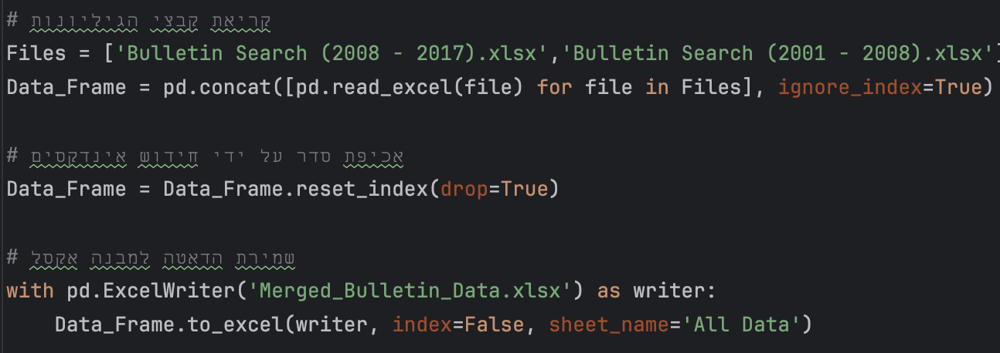 # קריאת קבצי הגיליונות
Files = ['Bulletin Search (2008 - 2017).xlsx','Bulletin Search (2001 - 2008).xlsx']
Data_Frame = pd.concat([pd.read_excel(file) for file in Files], ignore_index=True)
# אכיפת סדר על ידי חידוש אינדקסים
Data_Frame = Data_Frame.reset_index(drop=True)
# שמירת הדאטה למבנה אקסל
with pd.ExcelWriter('Merged_Bulletin_Data.xlsx') as writer:
    Data_Frame.to_excel(writer, index=False, sheet_name='All Data')